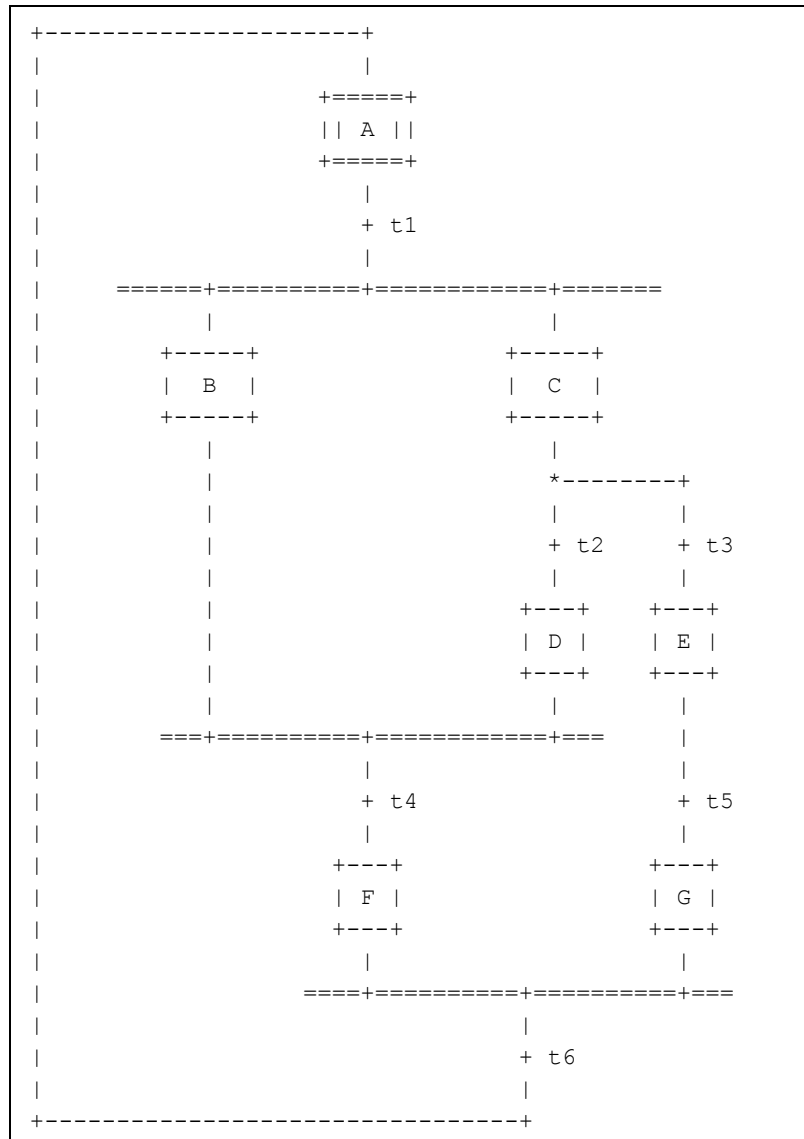 +----------------------+
|                      |
|                   +=====+
|                   || A ||
|                   +=====+
|                      |
|                      + t1
|                      |
|     ======+==========+============+=======
|           |                       |
|        +-----+                 +-----+
|        |  B  |                 |  C  |
|        +-----+                 +-----+
|           |                       |
|           |                       *--------+
|           |                       |        |
|           |                       + t2     + t3
|           |                       |        |
|           |                     +---+    +---+
|           |                     | D |    | E |
|           |                     +---+    +---+
|           |                       |        |
|        ===+==========+============+===     |
|                      |                     |
|                      + t4                  + t5
|                      |                     |
|                    +---+                 +---+
|                    | F |                 | G |
|                    +---+                 +---+
|                      |                     |
|                  ====+==========+==========+===
|                                 |
|                                 + t6
|                                 |
+---------------------------------+